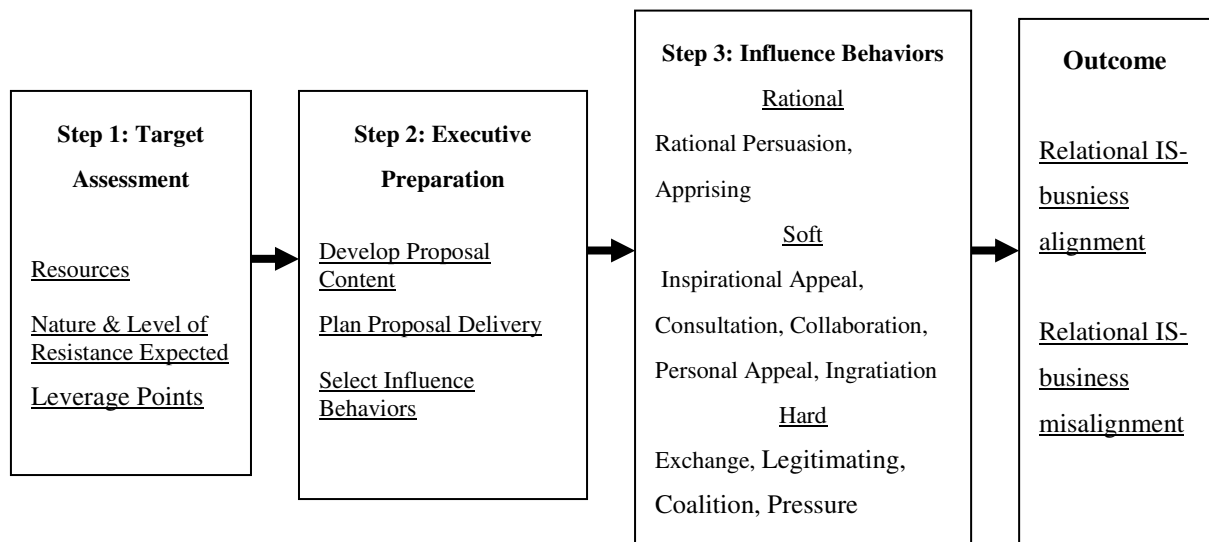 Step 1: Target
Assessment
Resources
Nature & Level of
Resistance Expected
Leverage Points
Step 2: Executive
Preparation
Develop Proposal
Content
Plan Proposal Delivery
Select Influence
Behaviors
Step 3: Influence Behaviors
Rational
Rational Persuasion,
Apprising
Soft
Inspirational Appeal,
Consultation, Collaboration,
Personal Appeal, Ingratiation
Hard
Exchange, Legitimating,
Coalition, Pressure
Outcome
Relational IS-
busniess
alignment
Relational IS-
business
misalignment